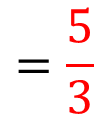 = 5/3